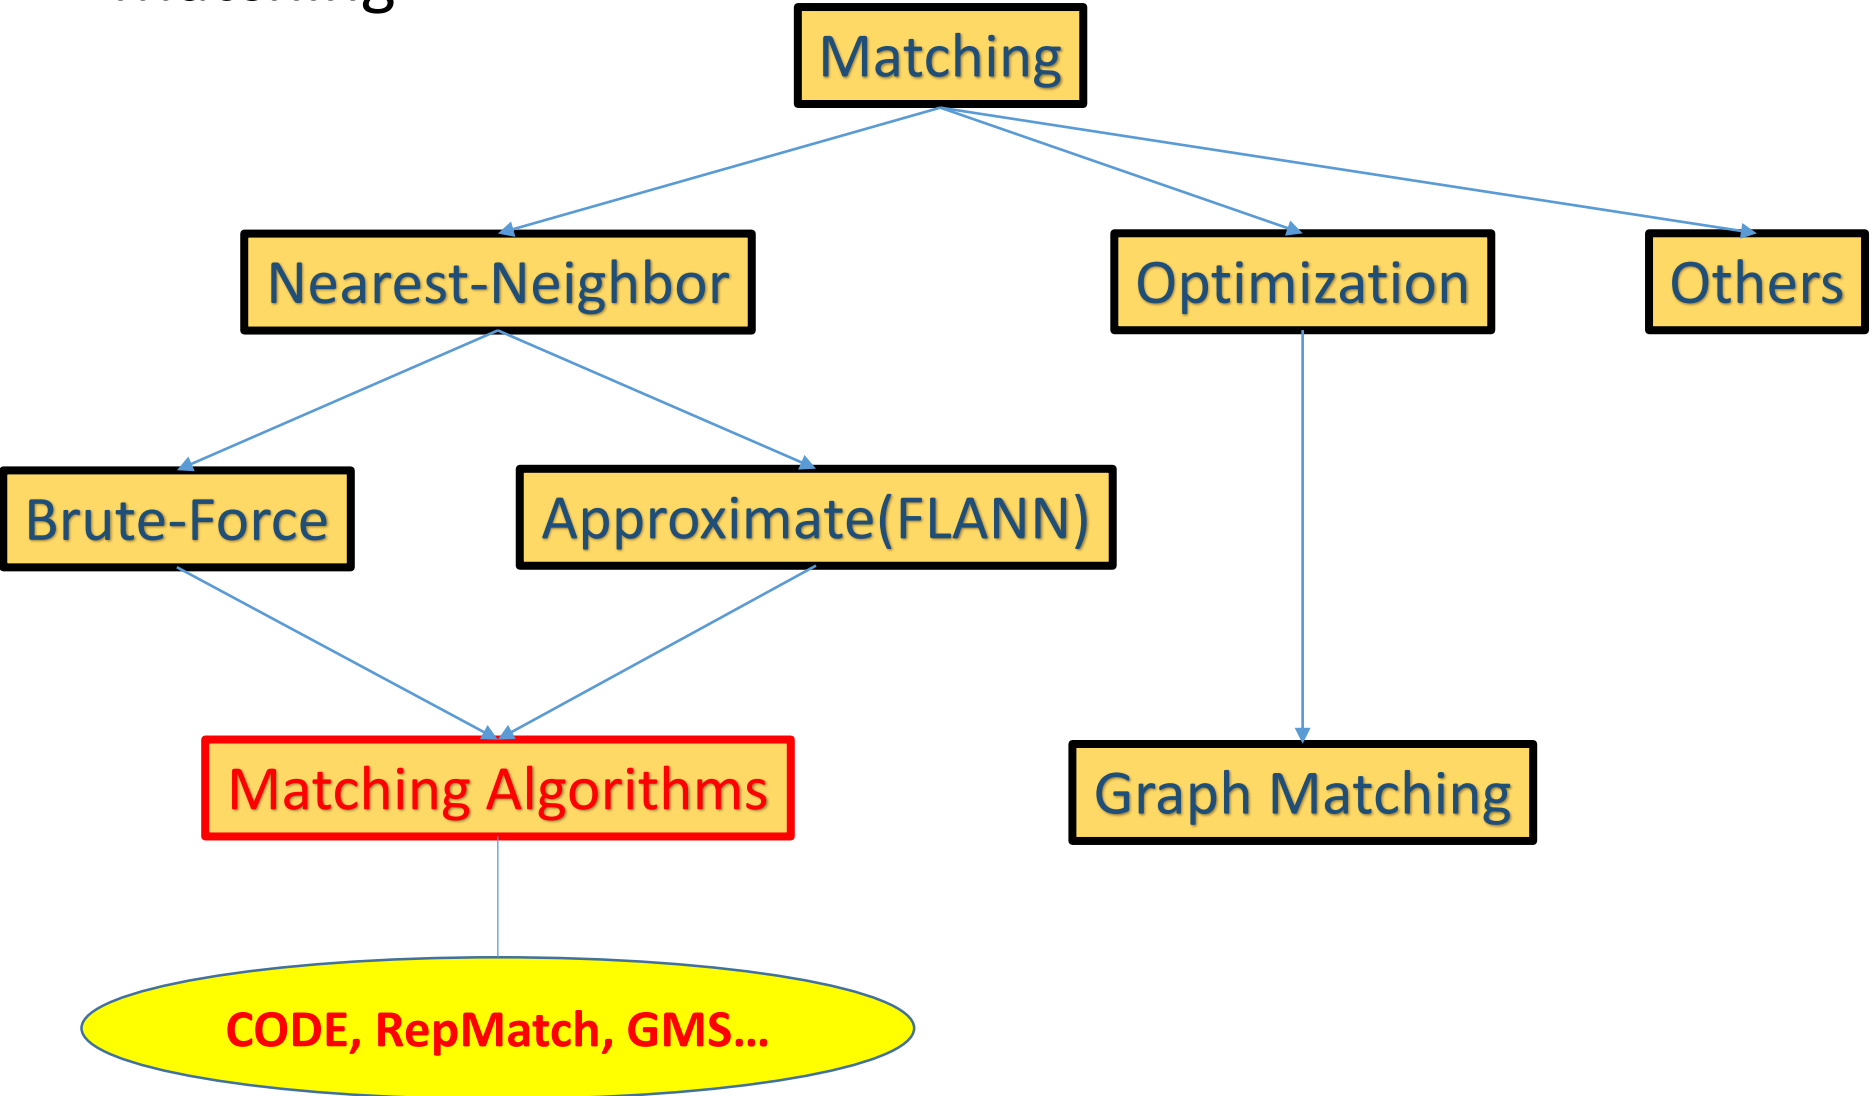 Matching
Nearest-Neighbor
Optimization
Others
Brute-Force
Approximate(FLANN)
Matching Algorithms
Graph Matching
CODE, RepMatch, GMS...